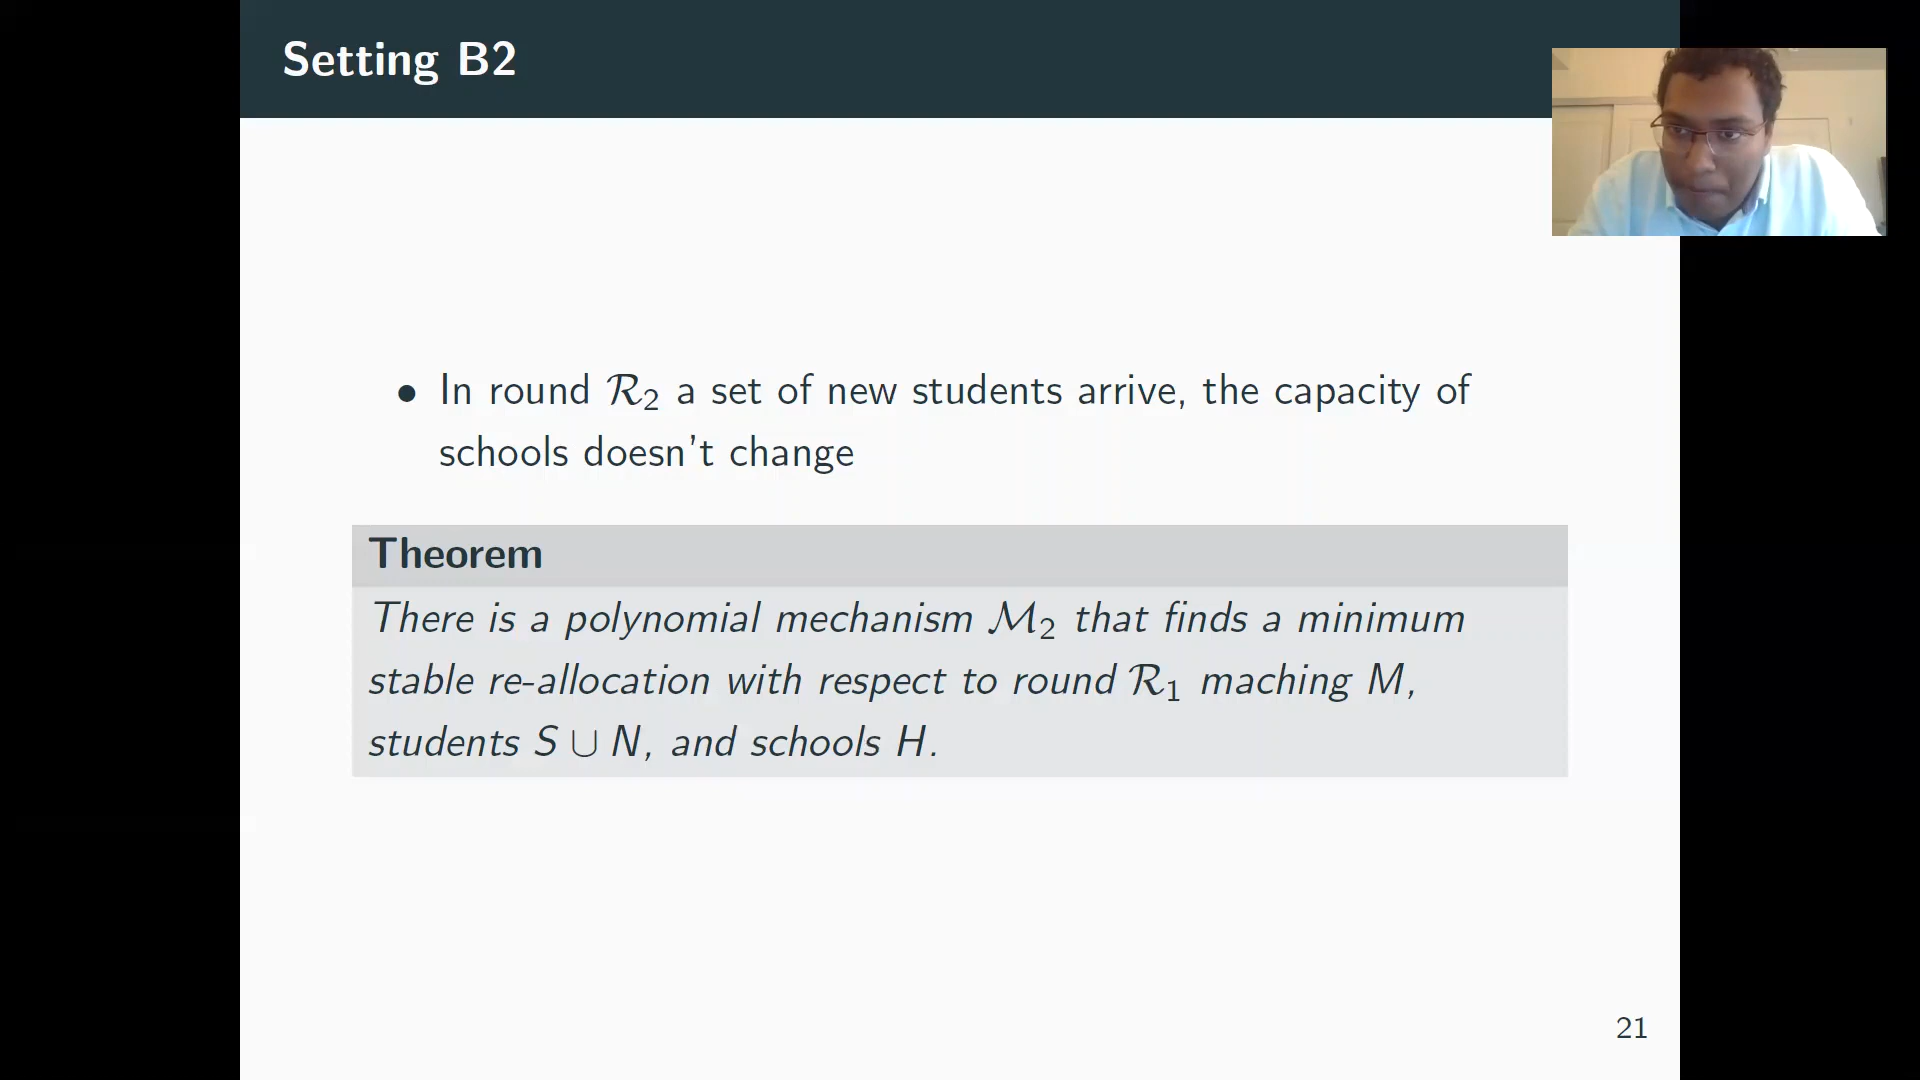 Setting B2
• In round R₂ a set of new students arrive, the capacity of
schools doesn't change
Theorem
There is a polynomial mechanism M₂ that finds a minimum
stable re-allocation with respect to round R₁ maching M,
students S ∪ N, and schools H.
21